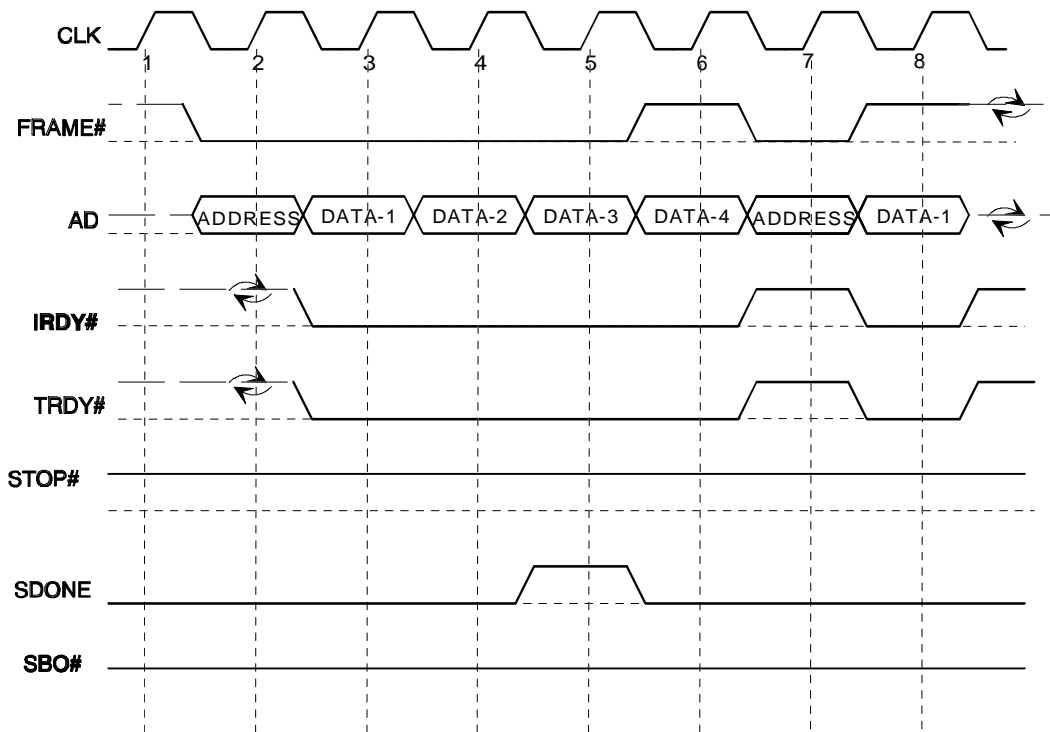 CLK
1 2 3 4 5 6 7 8
FRAME#
AD ADDRESS DATA-1 DATA-2 DATA-3 DATA-4 ADDRESS DATA-1
IRDY#
TRDY#
STOP#
SDONE
SBO#